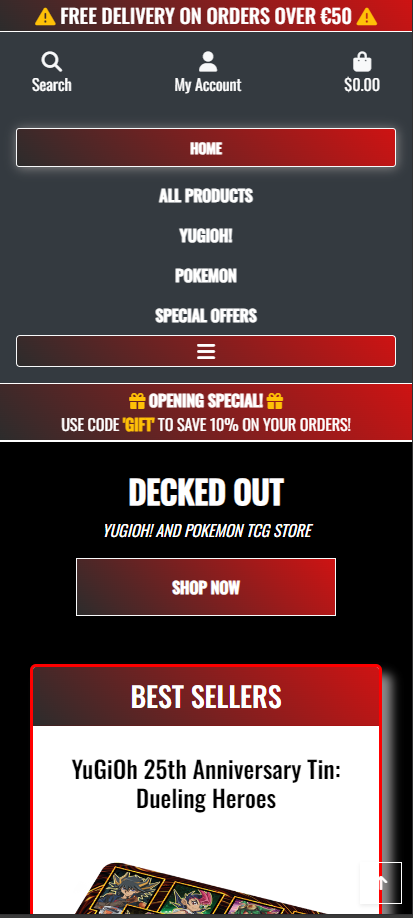 FREE DELIVERY ON ORDERS OVER €50
Search
My Account
$0.00
HOME
ALL PRODUCTS
YUGIOH!
POKEMON
SPECIAL OFFERS
OPENING SPECIAL!
USE CODE 'GIFT' TO SAVE 10% ON YOUR ORDERS!
DECKED OUT
YUGIOH! AND POKEMON TCG STORE
SHOP NOW
BEST SELLERS
YuGiOh 25th Anniversary Tin:
Dueling Heroes